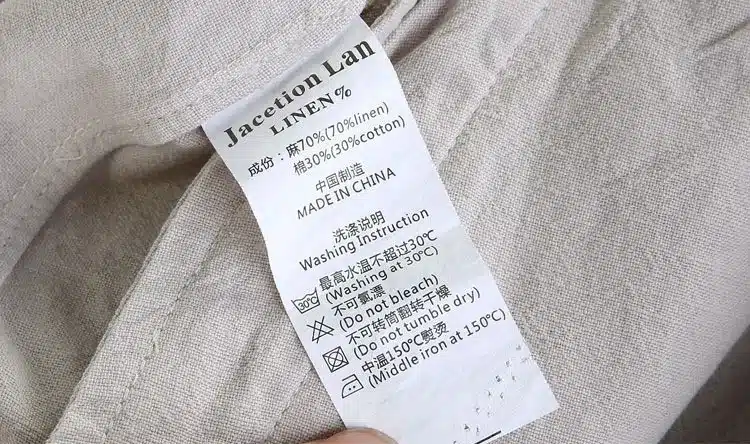 Jacetion Lan
LINEN%
成份：麻70%(70%linen)
棉30%(30%cotton)
中国制造
MADE IN CHINA
洗涤说明
Washing Instruction
最高水温不超过30℃
(Washing at 30℃)
不可氯漂
(Do not bleach)
不可转筒翻转干燥
(Do not tumble dry)
中温150℃熨烫
(Middle iron at 150℃)